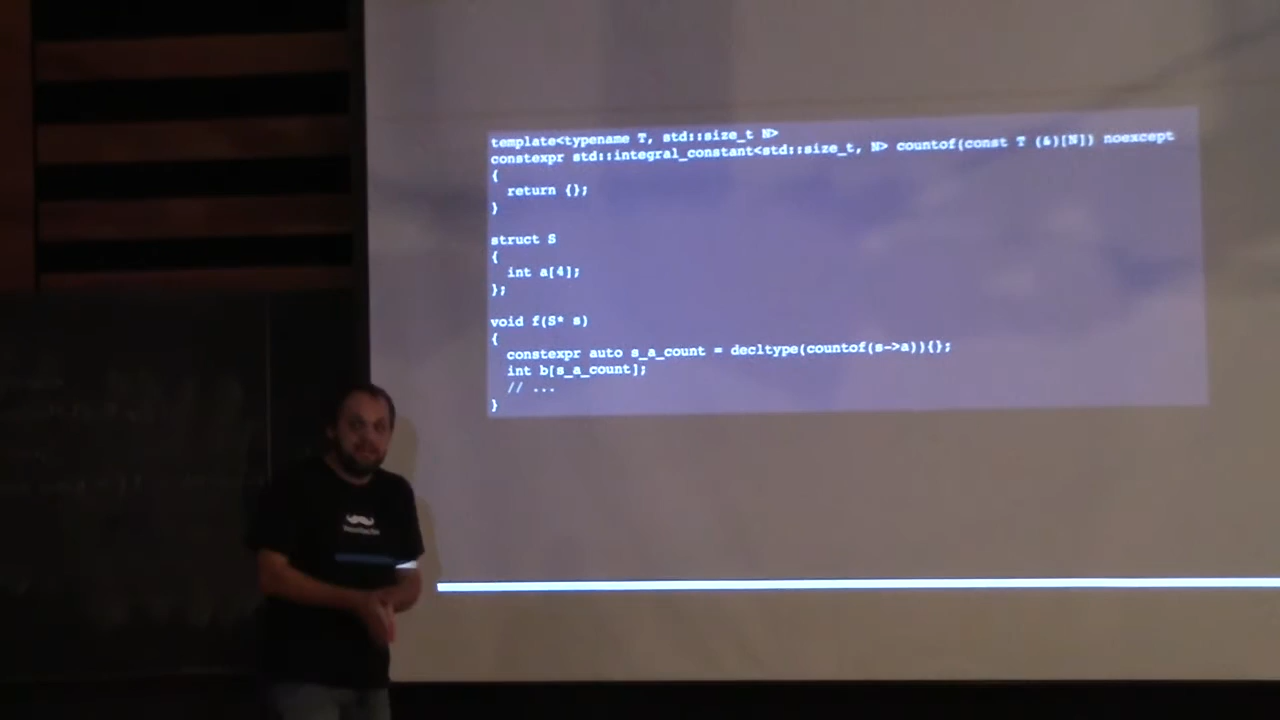 template<typename T, std::size_t N>
constexpr std::integral_constant<std::size_t, N> countof(const T (&)[N]) noexcept
{
  return {};
}
struct S
{
  int a[4];
};
void f(S* s)
{
  constexpr auto s_a_count = decltype(countof(s->a)){};
  int b[s_a_count];
  // ...
}